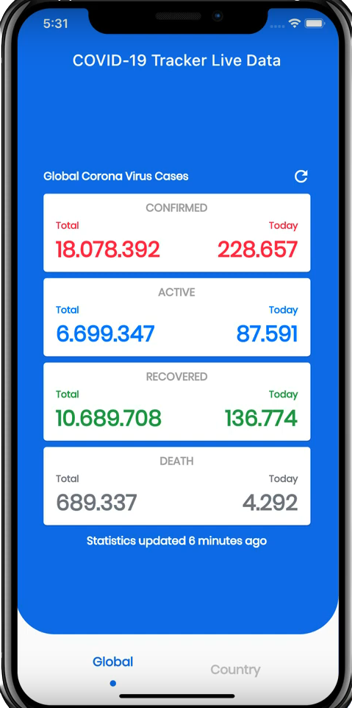 5:31
COVID-19 Tracker Live Data
Global Corona Virus Cases
CONFIRMED
Total Today
18.078.392 228.657
ACTIVE
Total Today
6.699.347 87.591
RECOVERED
Total Today
10.689.708 136.774
DEATH
Total Today
689.337 4.292
Statistics updated 6 minutes ago
Global Country